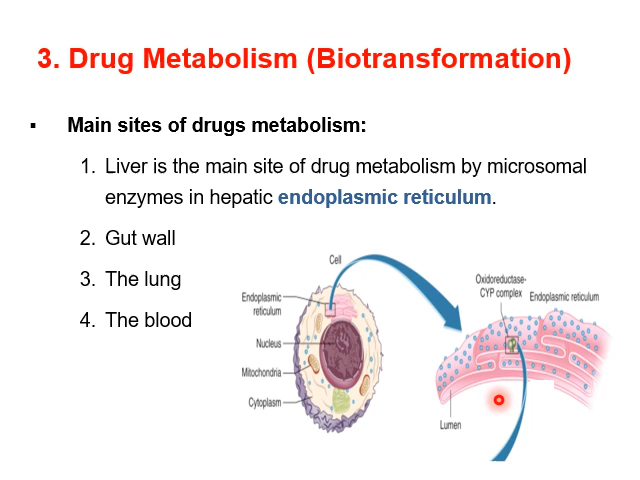 3. Drug Metabolism (Biotransformation)
▪ Main sites of drugs metabolism:
1. Liver is the main site of drug metabolism by microsomal
enzymes in hepatic endoplasmic reticulum.
2. Gut wall
3. The lung
4. The blood
Cell
Endoplasmic
reticulum
Nucleus
Mitochondria
Cytoplasm
Oxidoreductase-
CYP complex
Endoplasmic reticulum
Lumen